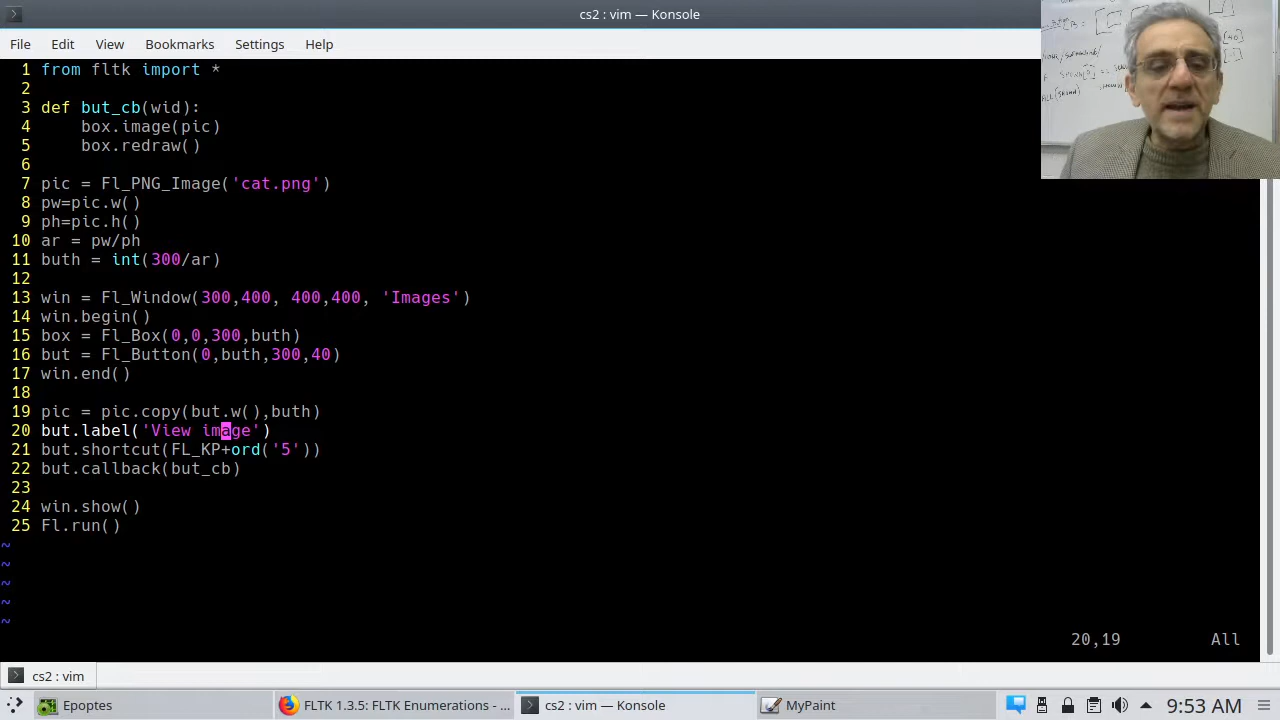 cs2 : vim — Konsole
File Edit View Bookmarks Settings Help
1 from fltk import *
2
3 def but_cb(wid):
4     box.image(pic)
5     box.redraw()
6
7 pic = Fl_PNG_Image('cat.png')
8 pw=pic.w()
9 ph=pic.h()
10 ar = pw/ph
11 buth = int(300/ar)
12
13 win = Fl_Window(300,400, 400,400, 'Images')
14 win.begin()
15 box = Fl_Box(0,0,300,buth)
16 but = Fl_Button(0,buth,300,40)
17 win.end()
18
19 pic = pic.copy(but.w(),buth)
20 but.label('View image')
21 but.shortcut(FL_KP+ord('5'))
22 but.callback(but_cb)
23
24 win.show()
25 Fl.run()
~
~
~
~
~
20,19 All
cs2 : vim
Epoptes FLTK 1.3.5: FLTK Enumerations - ... cs2 : vim — Konsole MyPaint 9:53 AM